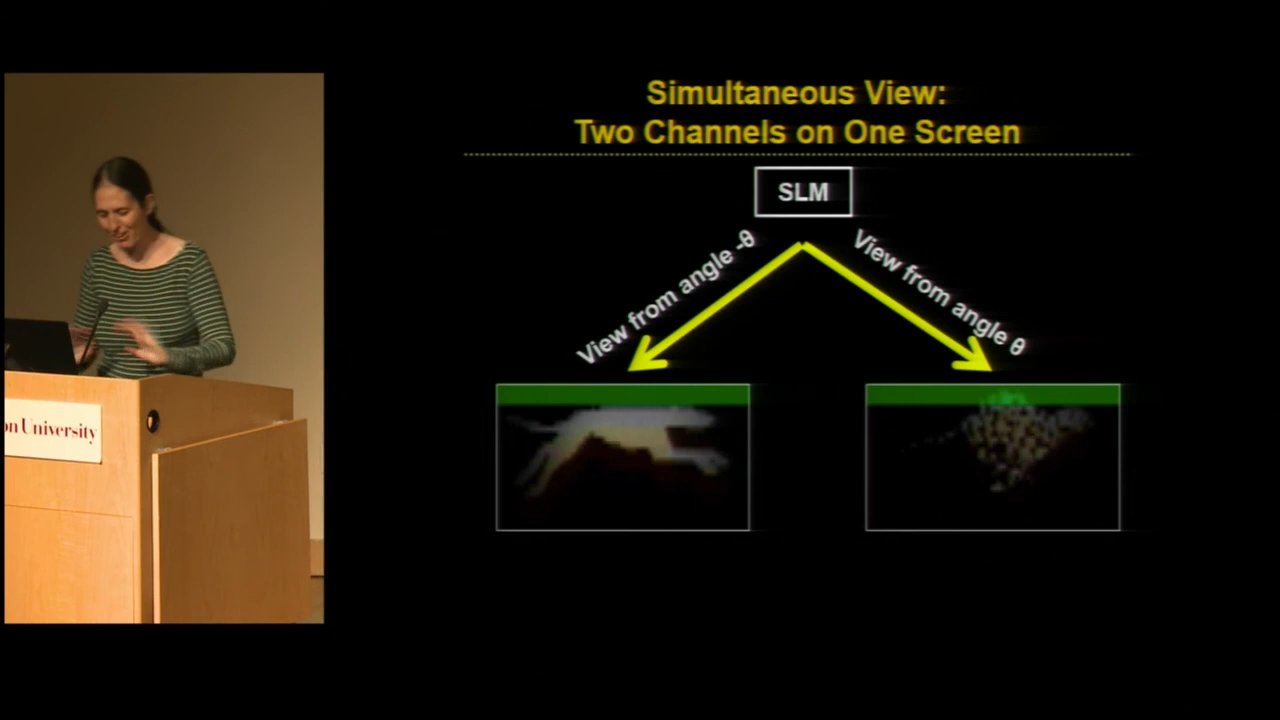 Simultaneous View:
Two Channels on One Screen
SLM
View from angle -θ
View from angle θ
on University